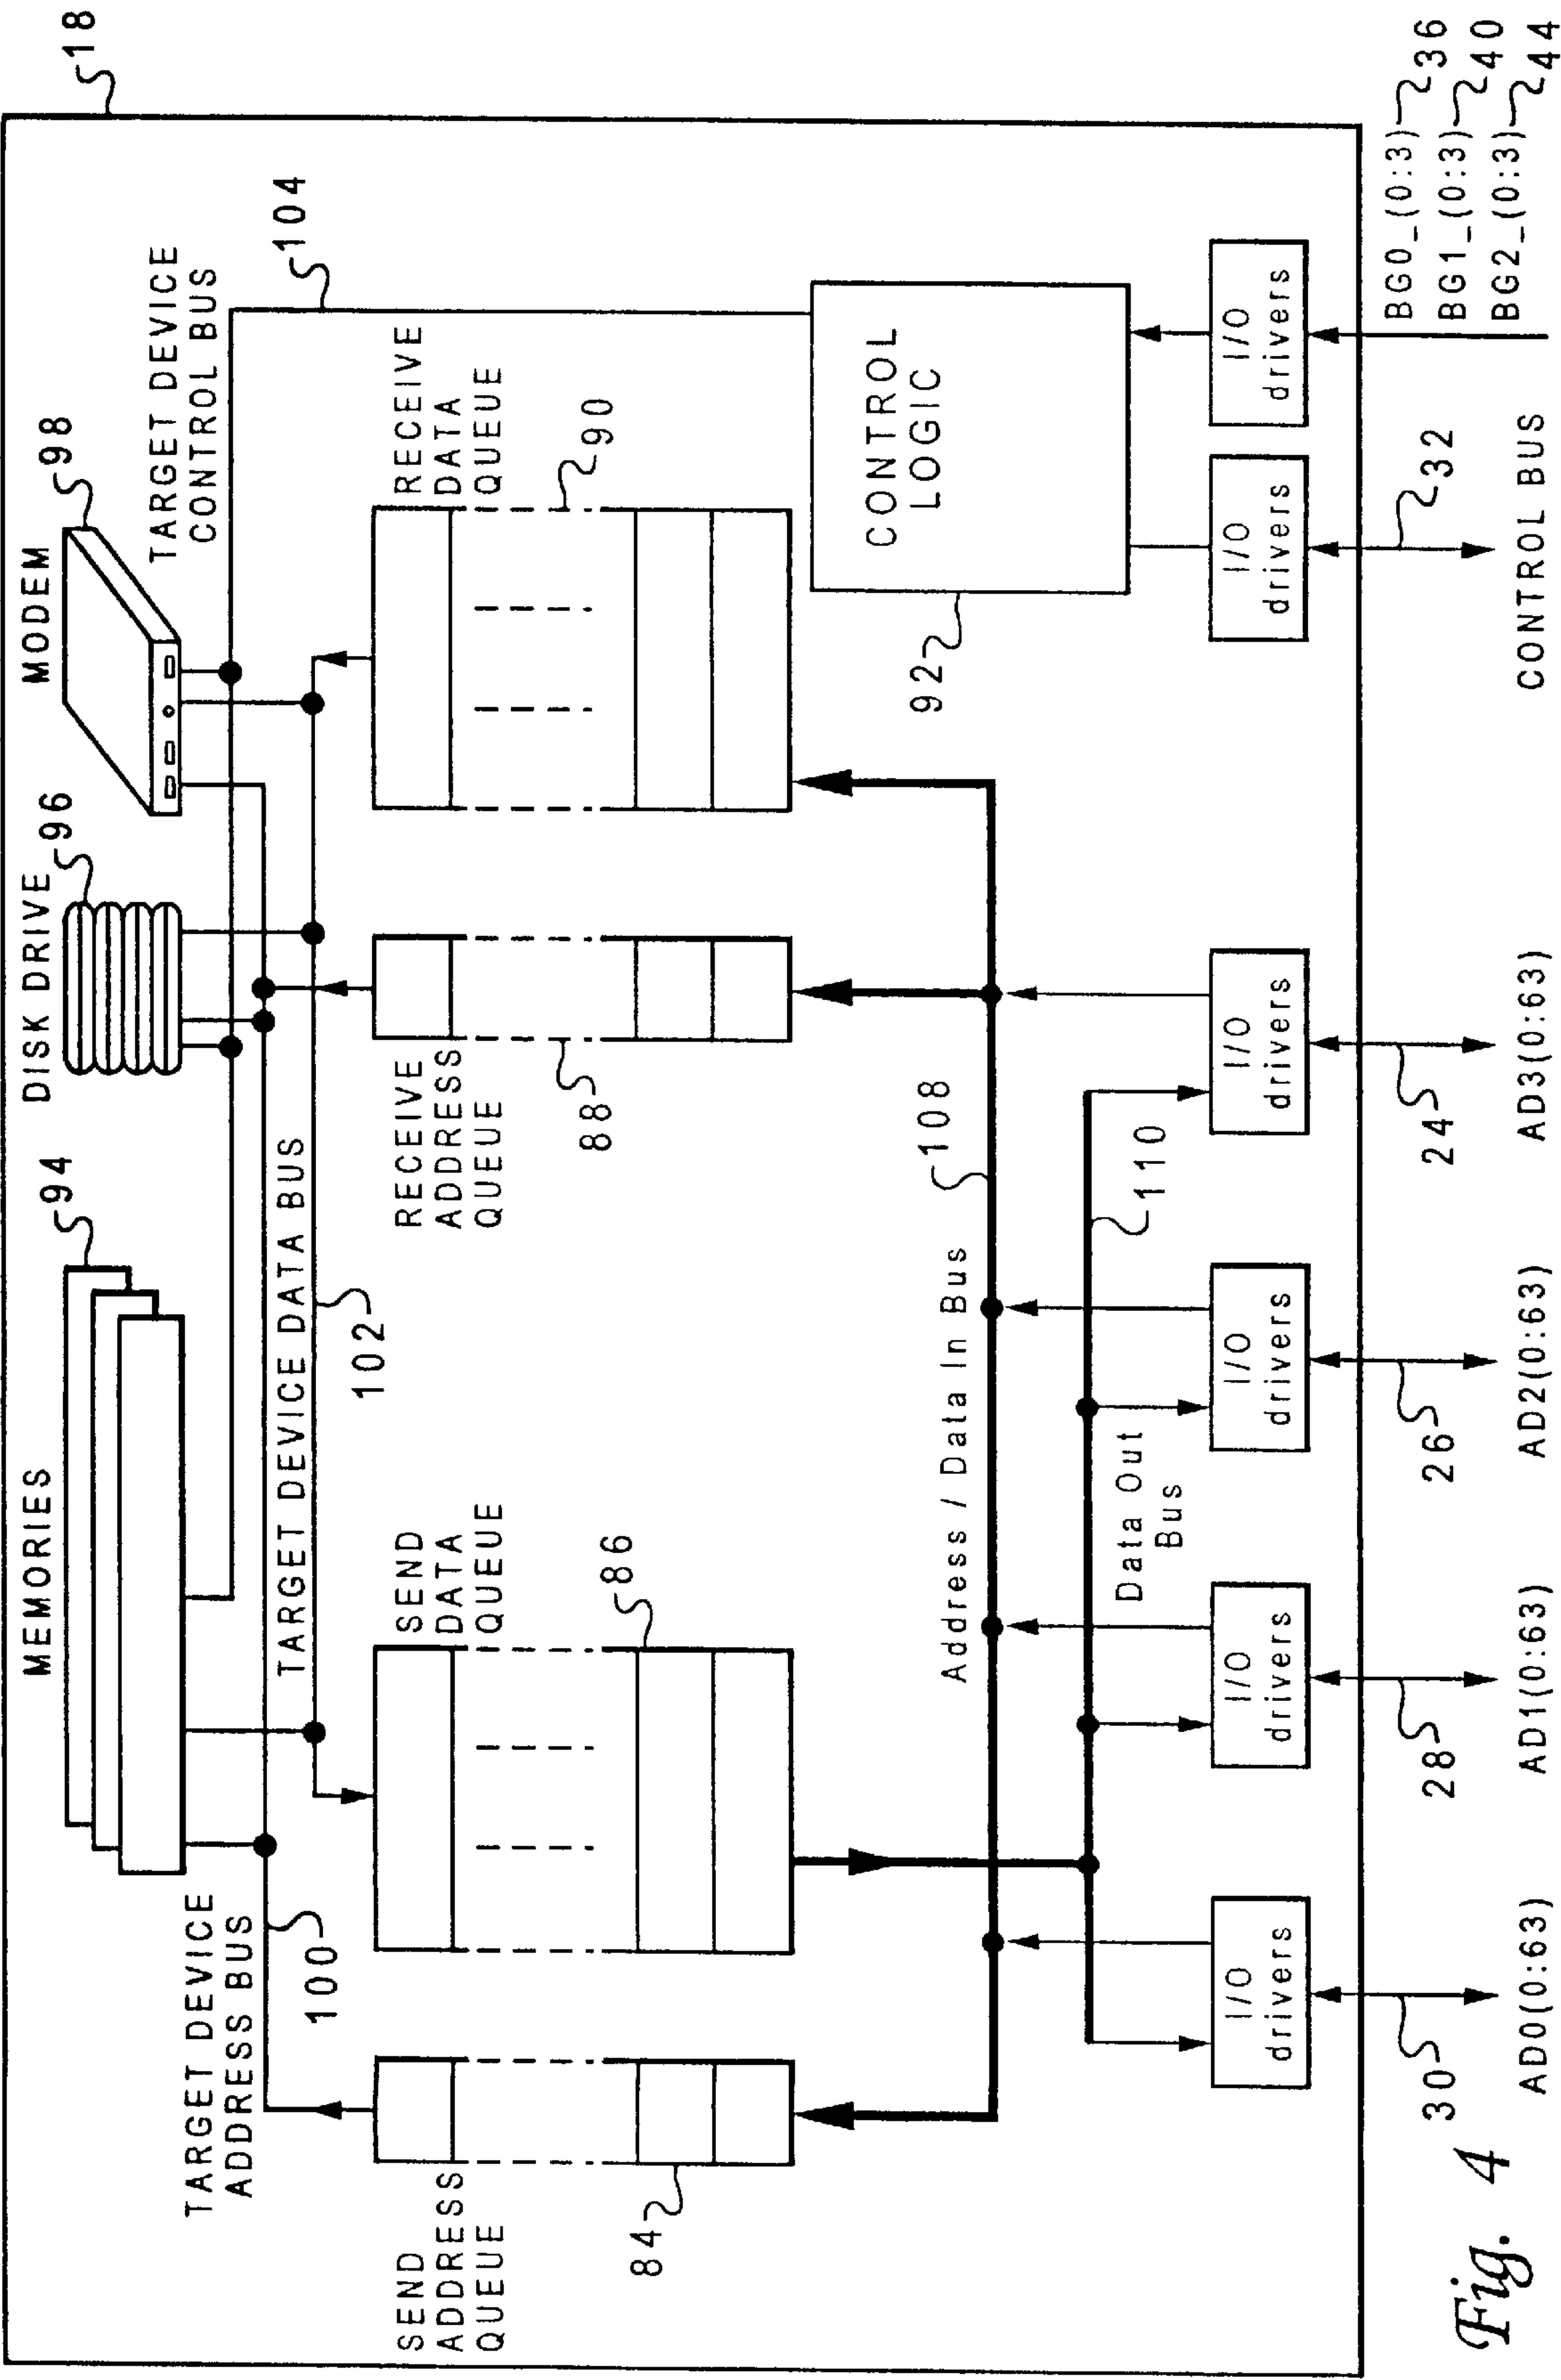 18
MEMORIES
94
DISK DRIVE
96
MODEM
98
TARGET DEVICE
ADDRESS BUS
100
TARGET DEVICE DATA BUS
102
TARGET DEVICE
CONTROL BUS
104
SEND
ADDRESS
QUEUE
84
SEND
DATA
QUEUE
86
RECEIVE
ADDRESS
QUEUE
88
RECEIVE
DATA
QUEUE
90
CONTROL
LOGIC
92
Address / Data In Bus
108
Data Out
Bus
110
I/O
drivers
I/O
drivers
I/O
drivers
I/O
drivers
I/O
drivers
I/O
drivers
30
28
26
24
32
AD0(0:63)
AD1(0:63)
AD2(0:63)
AD3(0:63)
CONTROL BUS
BG0_(0:3) 36
BG1_(0:3) 40
BG2_(0:3) 44
Fig. 4